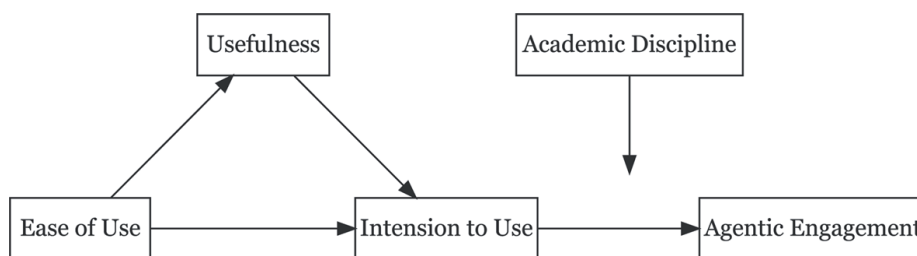 Usefulness
Academic Discipline
Ease of Use
Intension to Use
Agentic Engagement